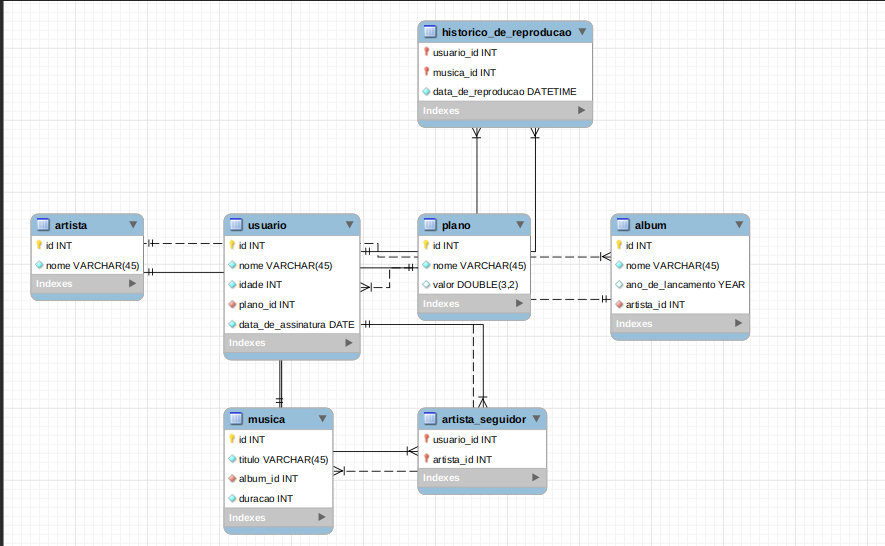 historico_de_reproducao
usuario_id INT
musica_id INT
data_de_reproducao DATETIME
Indexes
artista
id INT
nome VARCHAR(45)
Indexes
usuario
id INT
nome VARCHAR(45)
idade INT
plano_id INT
data_de_assinatura DATE
Indexes
plano
id INT
nome VARCHAR(45)
valor DOUBLE(3,2)
Indexes
album
id INT
nome VARCHAR(45)
ano_de_lancamento YEAR
artista_id INT
Indexes
musica
id INT
titulo VARCHAR(45)
album_id INT
duracao INT
Indexes
artista_seguidor
usuario_id INT
artista_id INT
Indexes